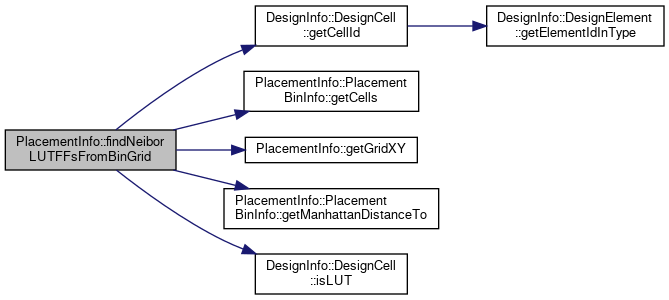 PlacementInfo::findNeibor
LUTFFsFromBinGrid
DesignInfo::DesignCell
::getCellId
DesignInfo::DesignElement
::getElementIdInType
PlacementInfo::Placement
BinInfo::getCells
PlacementInfo::getGridXY
PlacementInfo::Placement
BinInfo::getManhattanDistanceTo
DesignInfo::DesignCell
::isLUT